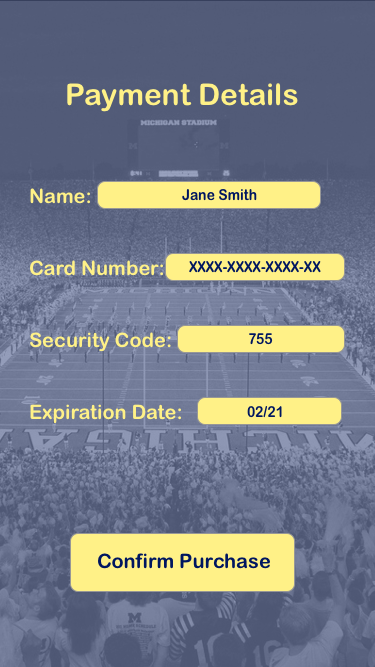 Payment Details
MICHIGAN STADIUM
Name: Jane Smith
Card Number: XXXX-XXXX-XXXX-XX
Security Code: 755
Expiration Date: 02/21
MICHIGAN
Confirm Purchase
M